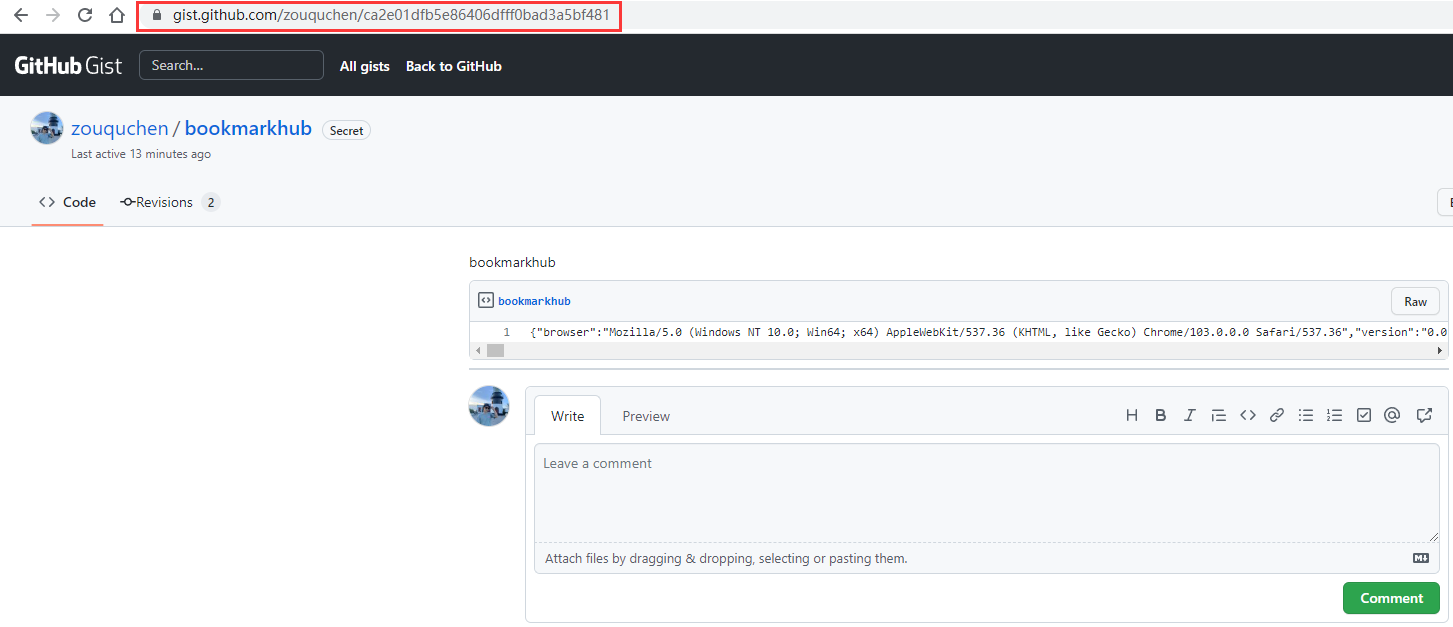 gist.github.com/zouquchen/ca2e01dfb5e86406dfff0bad3a5bf481
GitHub Gist Search... All gists Back to GitHub
zouquchen / bookmarkhub Secret
Last active 13 minutes ago
<> Code Revisions 2
bookmarkhub
bookmarkhub Raw
1 {"browser":"Mozilla/5.0 (Windows NT 10.0; Win64; x64) AppleWebKit/537.36 (KHTML, like Gecko) Chrome/103.0.0.0 Safari/537.36","version":"0.0
Write Preview
Leave a comment
Attach files by dragging & dropping, selecting or pasting them.
Comment